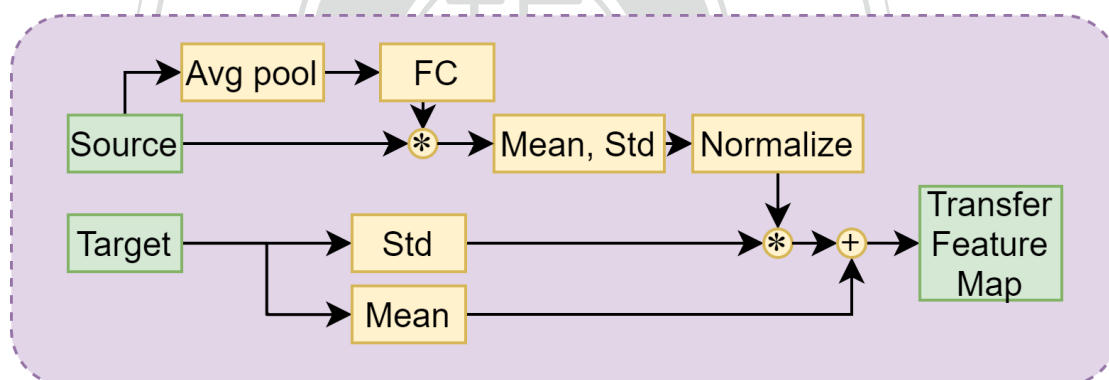 Avg pool
FC
Source
*
Mean, Std
Normalize
Target
Std
*
+
Transfer
Feature
Map
Mean